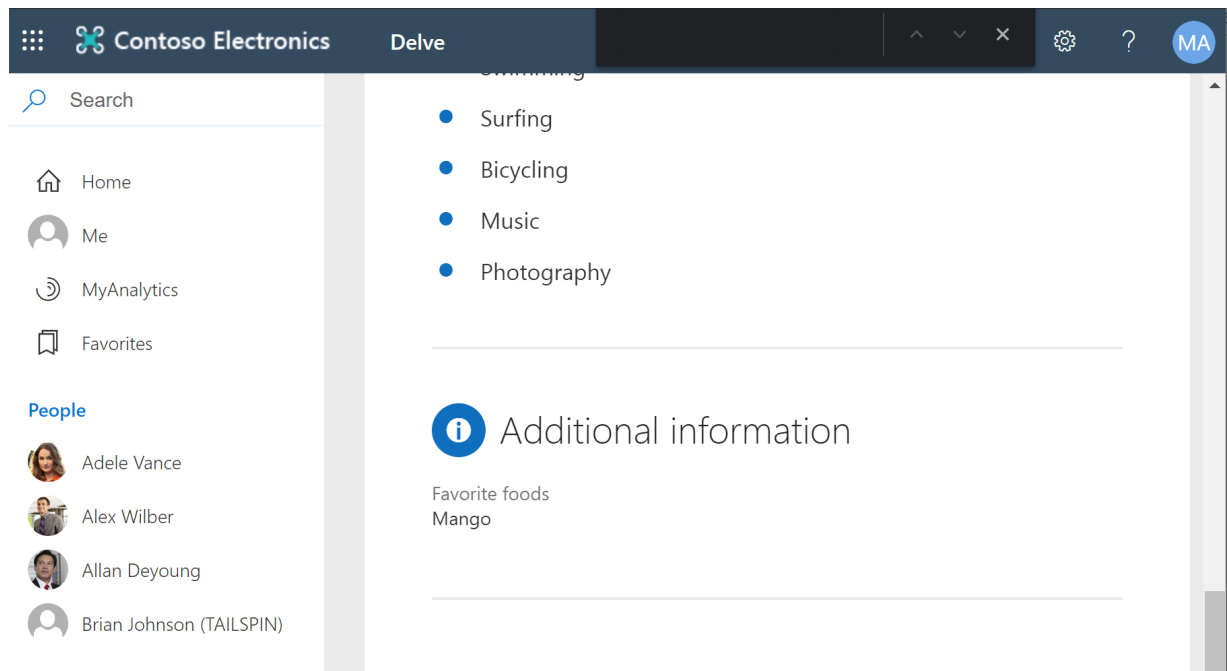 Contoso Electronics
Delve
?
MA
Search
Home
Me
MyAnalytics
Favorites
People
Adele Vance
Alex Wilber
Allan Deyoung
Brian Johnson (TAILSPIN)
Swimming
Surfing
Bicycling
Music
Photography
Additional information
Favorite foods
Mango